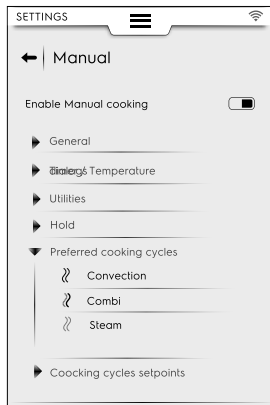 SETTINGS
Manual
Enable Manual cooking
General
Temperature
Utilities
Hold
Preferred cooking cycles
Convection
Combi
Steam
Coocking cycles setpoints